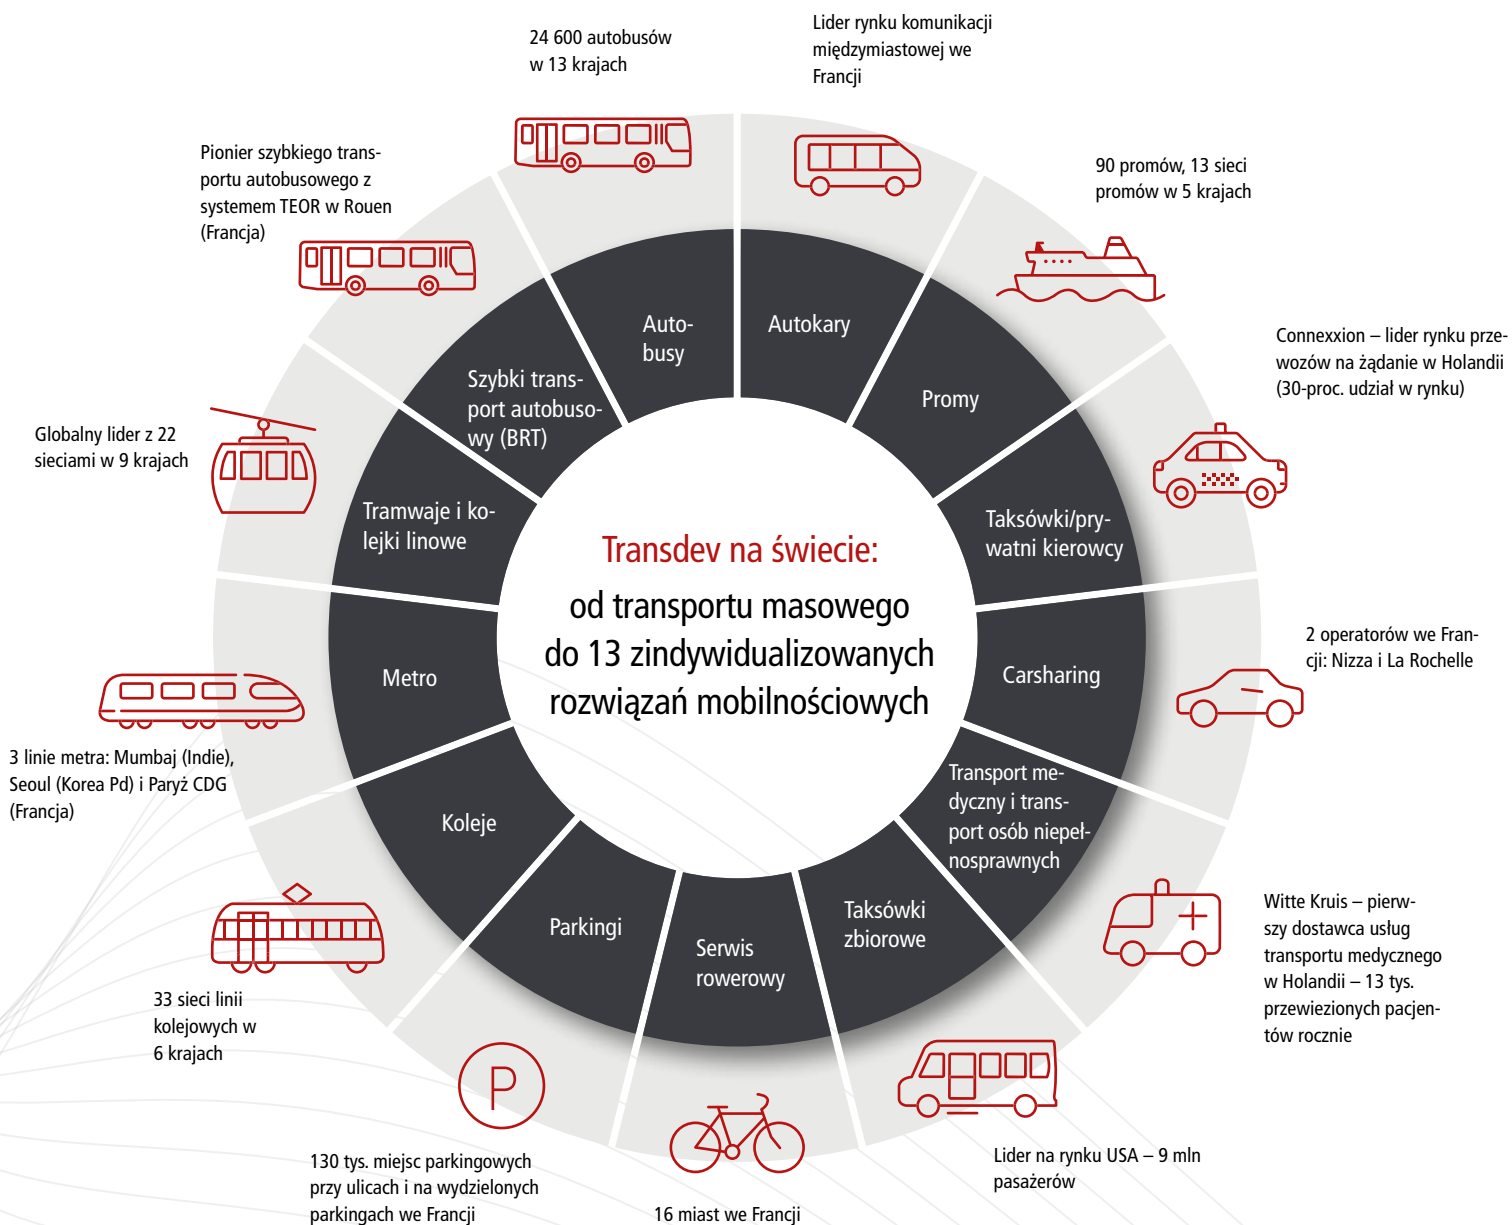 24 600 autobusów
w 13 krajach
Lider rynku komunikacji
międzymiastowej we
Francji
90 promów, 13 sieci
promów w 5 krajach
Connexxion – lider rynku prze-
wozów na żądanie w Holandii
(30-proc. udział w rynku)
2 operatorów we Fran-
cji: Nizza i La Rochelle
Witte Kruis – pierw-
szy dostawca usług
transportu medycznego
w Holandii – 13 tys.
przewiezionych pacjen-
tów rocznie
Lider na rynku USA – 9 mln
pasażerów
16 miast we Francji
130 tys. miejsc parkingowych
przy ulicach i na wydzielonych
parkingach we Francji
P
33 sieci linii
kolejowych w
6 krajach
3 linie metra: Mumbaj (Indie),
Seoul (Korea Pd) i Paryż CDG
(Francja)
Globalny lider z 22
sieciami w 9 krajach
Pionier szybkiego trans-
portu autobusowego z
systemem TEOR w Rouen
(Francja)
Auto-
busy
Autokary
Promy
Taksówki/pry-
watni kierowcy
Carsharing
Transport me-
dyczny i trans-
port osób niepeł-
nosprawnych
Taksówki
zbiorowe
Serwis
rowerowy
Parkingi
Koleje
Metro
Tramwaje i ko-
lejki linowe
Szybki trans-
port autobuso-
wy (BRT)
Transdev na świecie:
od transportu masowego
do 13 zindywidualizowanych
rozwiązań mobilnościowych